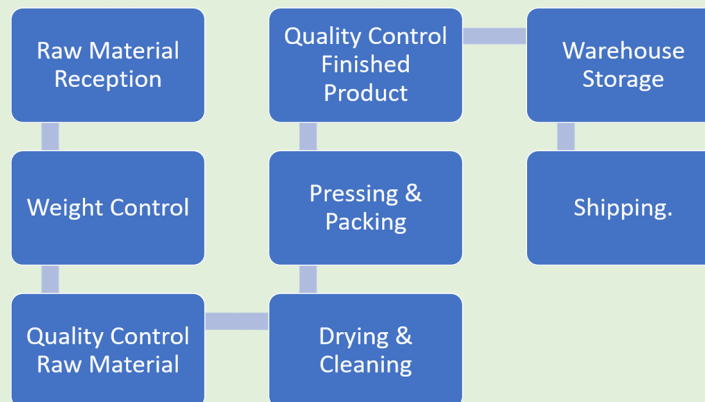 Raw Material
Reception
Weight Control
Quality Control
Raw Material
Drying &
Cleaning
Pressing &
Packing
Quality Control
Finished
Product
Warehouse
Storage
Shipping.